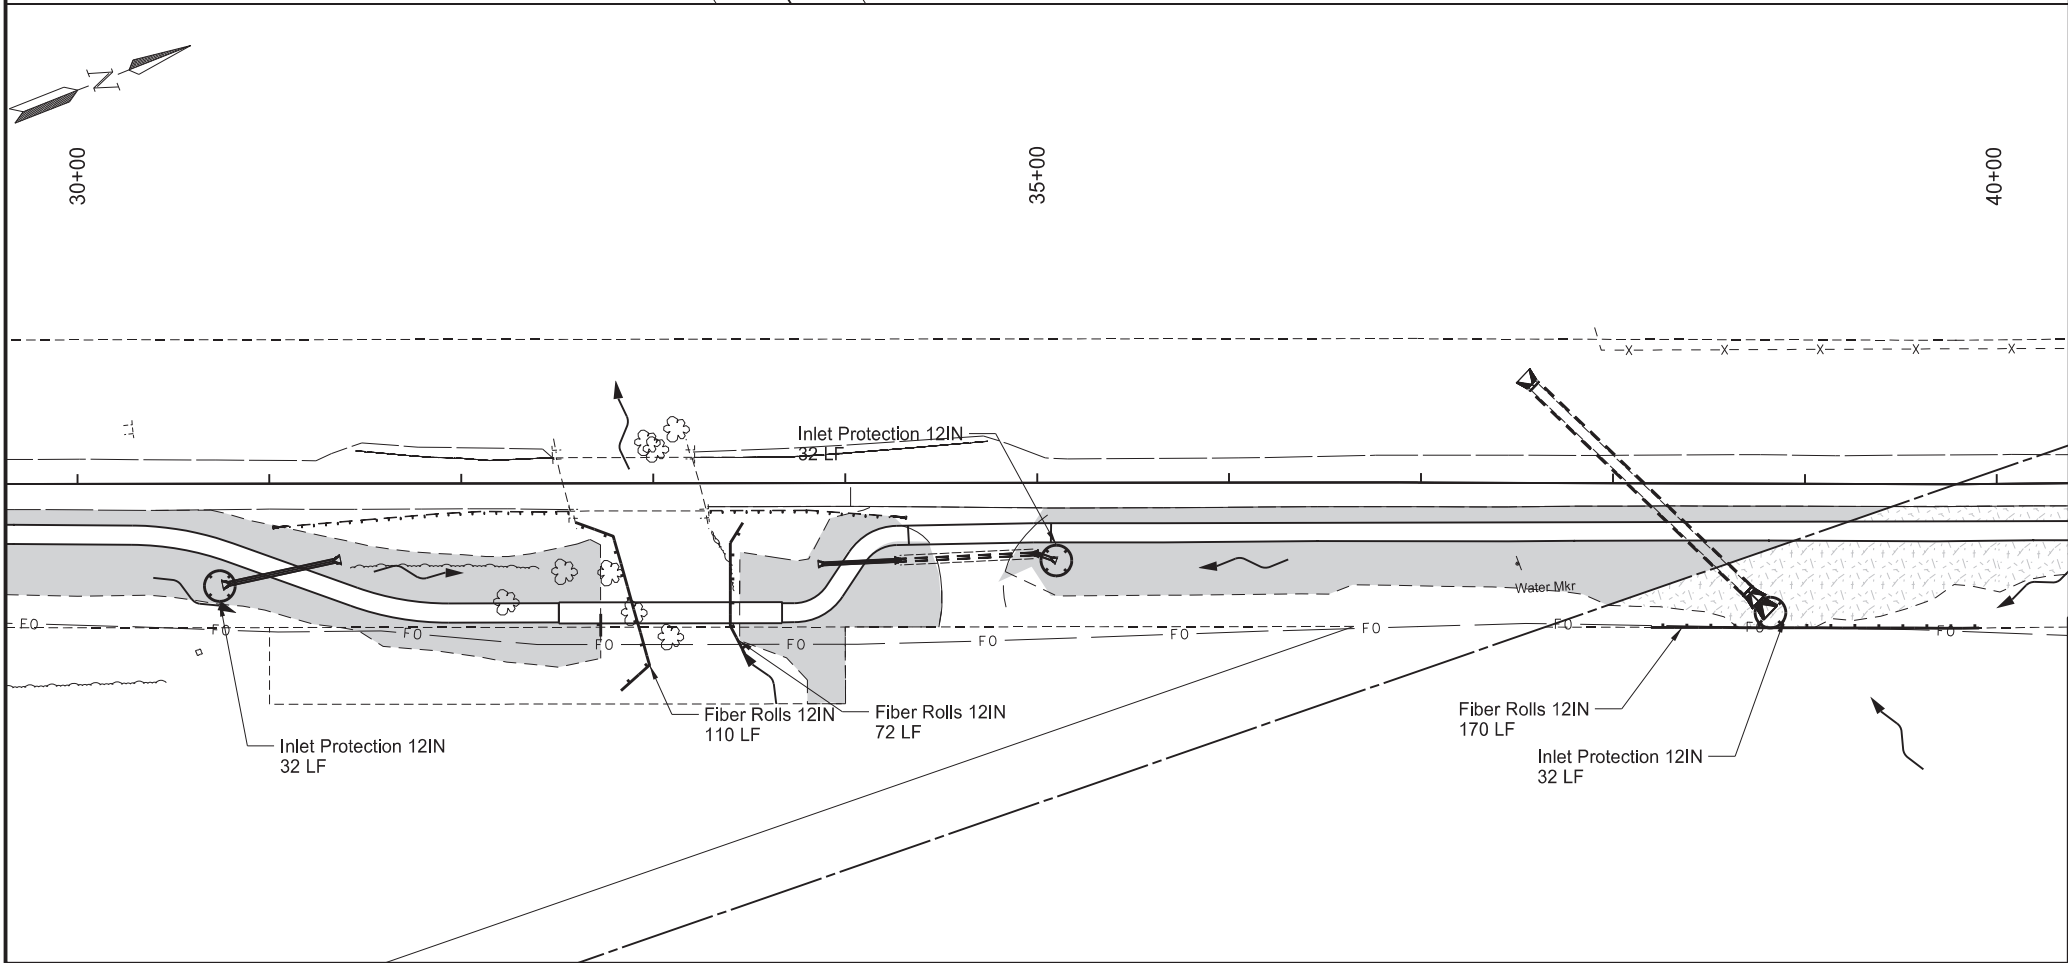 N
30+00
35+00
40+00
X X X X X
Inlet Protection 12IN
32 LF
Water Mkr
FO FO FO FO FO FO FO FO FO FO FO
Fiber Rolls 12IN
110 LF
Fiber Rolls 12IN
72 LF
Fiber Rolls 12IN
170 LF
Inlet Protection 12IN
32 LF
Inlet Protection 12IN
32 LF